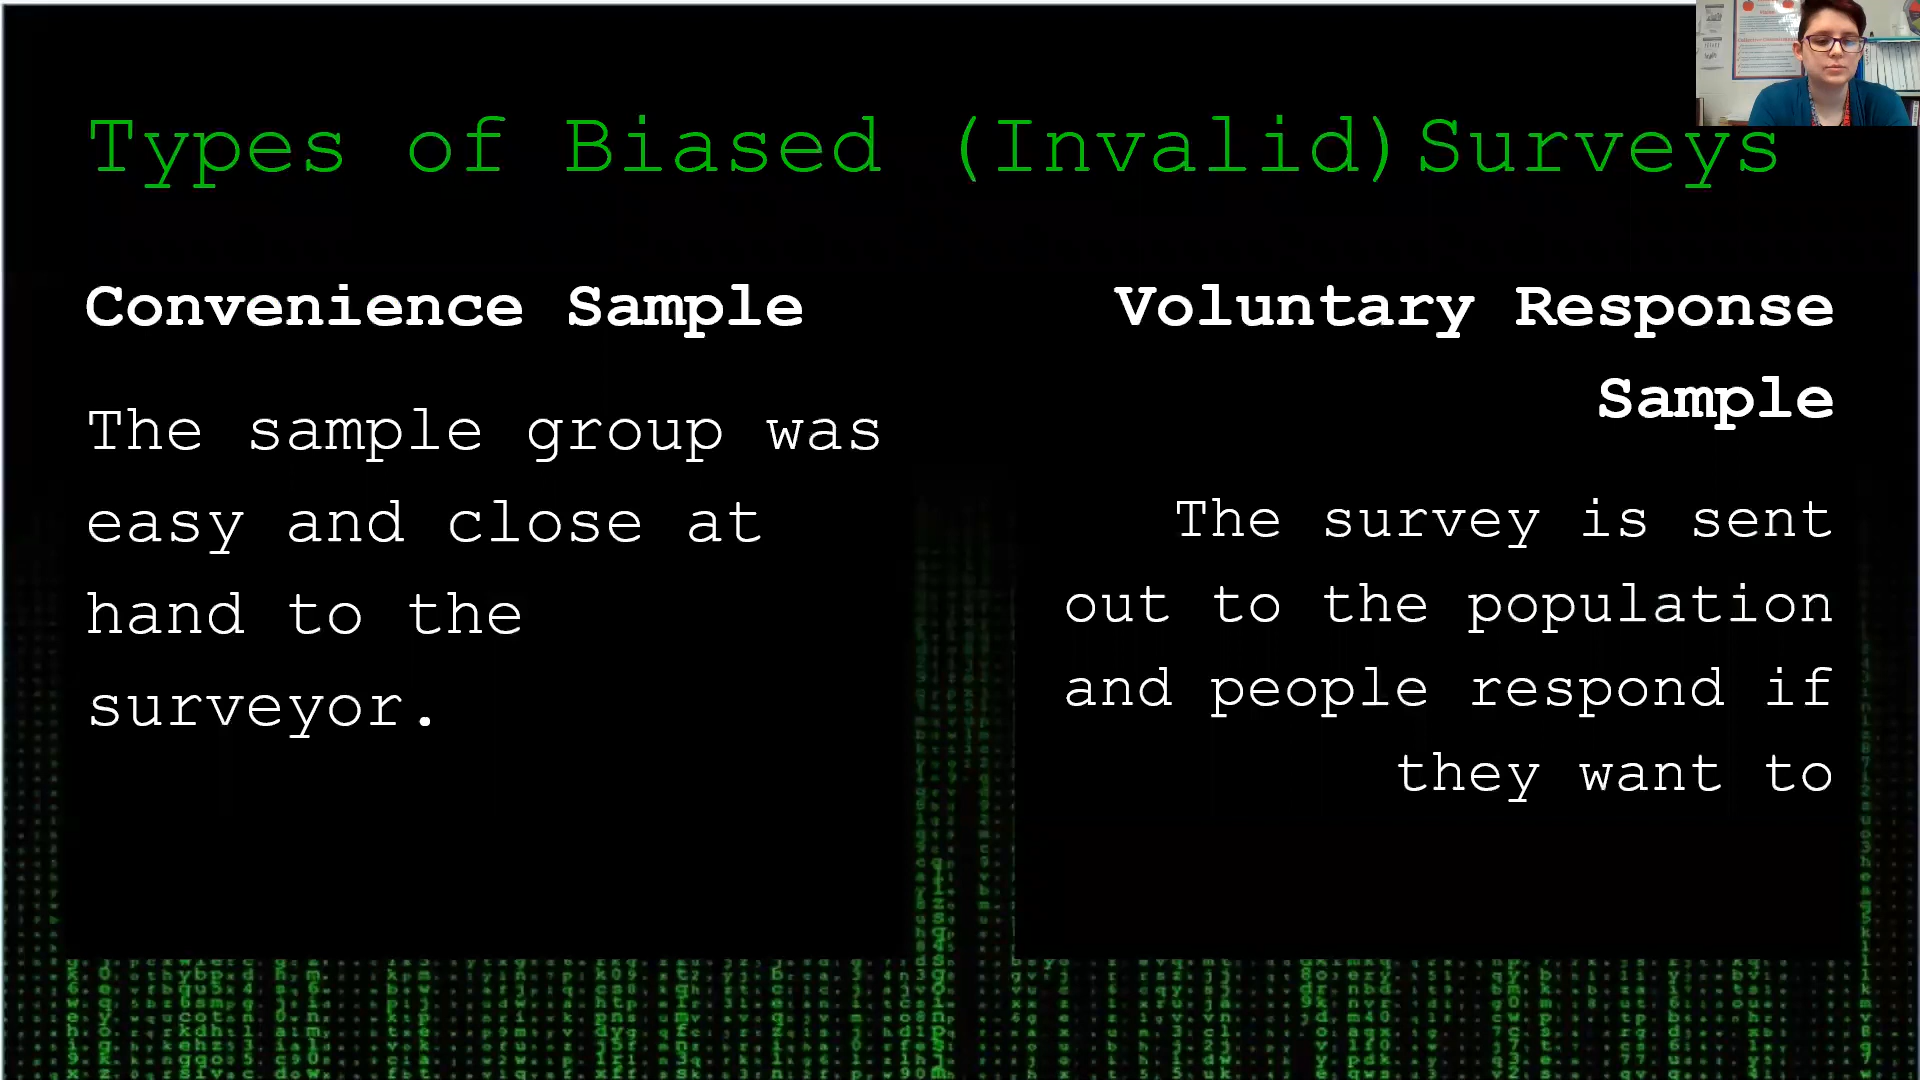 Types of Biased (Invalid)Surveys
Convenience Sample
The sample group was
easy and close at
hand to the
surveyor.
Voluntary Response
Sample
The survey is sent
out to the population
and people respond if
they want to